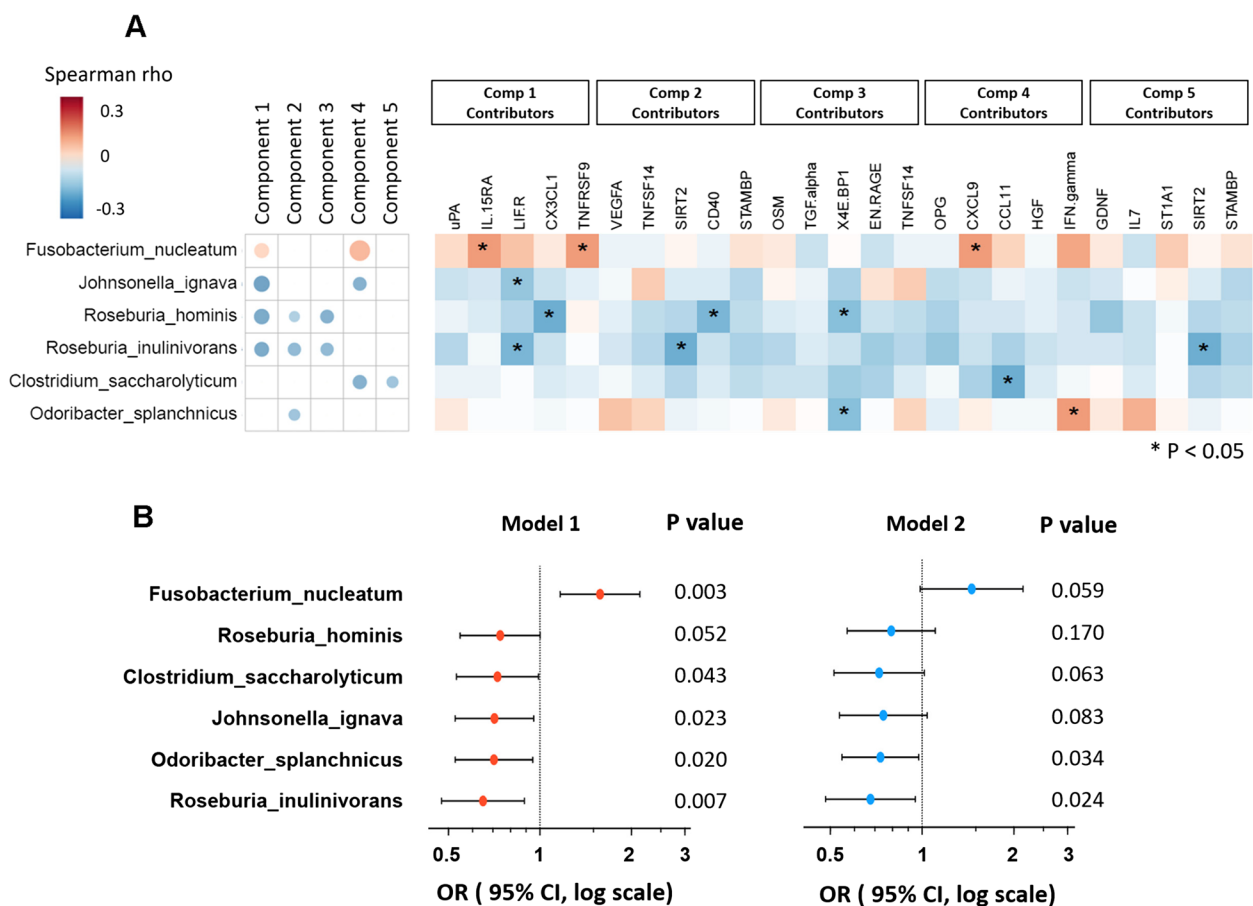 A
Spearman rho
0.3
0
-0.3
Component 1
Component 2
Component 3
Component 4
Component 5
Comp 1
Contributors
Comp 2
Contributors
Comp 3
Contributors
Comp 4
Contributors
Comp 5
Contributors
uPA
IL.15RA
LIF.R
CX3CL1
TNFRSF9
VEGFA
TNFSF14
SIRT2
CD40
STAMBP
OSM
TGF.alpha
X4E.BP1
EN.RAGE
TNFSF14
OPG
CXCL9
CCL11
HGF
IFN.gamma
GDNF
IL7
ST1A1
SIRT2
STAMBP
Fusobacterium_nucleatum * * *
Johnsonella_ignava *
Roseburia_hominis * * *
Roseburia_inulinivorans * * *
Clostridium_saccharolyticum *
Odoribacter_splanchnicus * *
* P < 0.05
B
Model 1 P value Model 2 P value
Fusobacterium_nucleatum 0.003 0.059
Roseburia_hominis 0.052 0.170
Clostridium_saccharolyticum 0.043 0.063
Johnsonella_ignava 0.023 0.083
Odoribacter_splanchnicus 0.020 0.034
Roseburia_inulinivorans 0.007 0.024
0.5 1 2 3 0.5 1 2 3
OR ( 95% CI, log scale) OR ( 95% CI, log scale)